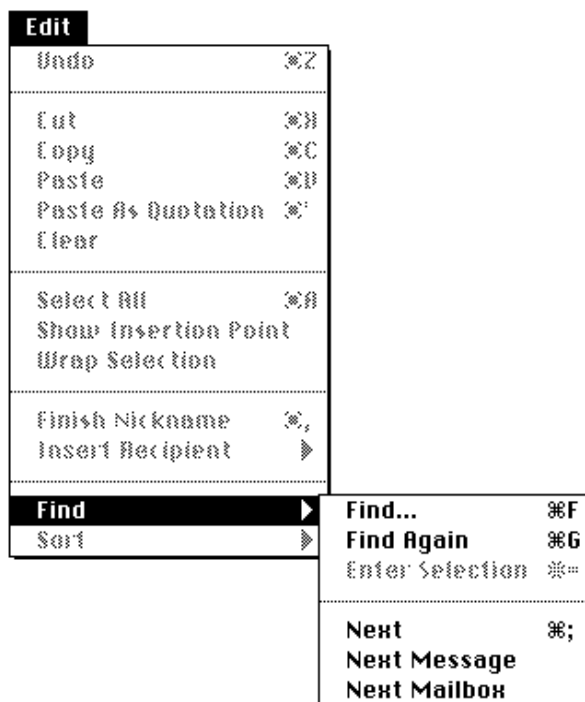 Edit
Undo ⌘Z
Cut ⌘X
Copy ⌘C
Paste ⌘V
Paste As Quotation ⌘'
Clear
Select All ⌘A
Show Insertion Point
Wrap Selection
Finish Nickname ⌘,
Insert Recipient
Find
Sort
Find... ⌘F
Find Again ⌘G
Enter Selection ⌘=
Next ⌘;
Next Message
Next Mailbox